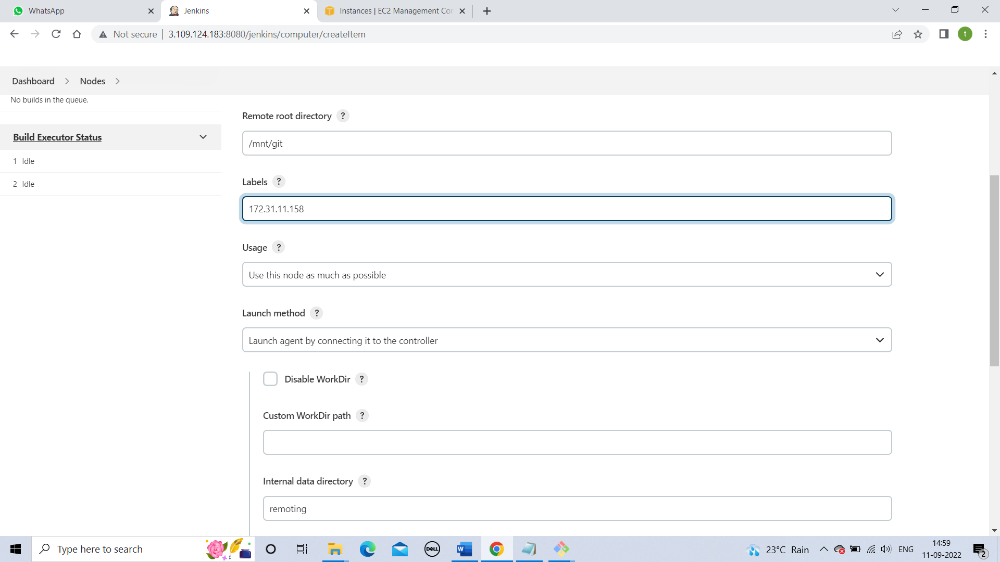 WhatsApp
Jenkins
Instances | EC2 Management Con
Not secure | 3.109.124.183:8080/jenkins/computer/createItem
t
Dashboard > Nodes >
No builds in the queue.
Build Executor Status
1 Idle
2 Idle
Remote root directory ?
/mnt/git
Labels ?
172.31.11.158
Usage ?
Use this node as much as possible
Launch method ?
Launch agent by connecting it to the controller
Disable WorkDir ?
Custom WorkDir path ?
Internal data directory ?
remoting
Type here to search
DELL
W
23°C Rain
ENG
14:59
11-09-2022
2